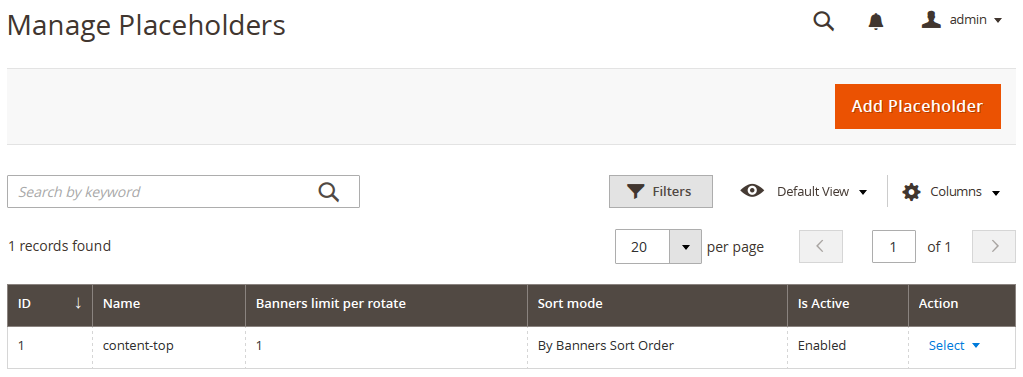 Manage Placeholders
admin
Add Placeholder
Search by keyword
Filters
Default View
Columns
1 records found
20
per page
1
of 1
ID ↓ Name Banners limit per rotate Sort mode Is Active Action
1 content-top 1 By Banners Sort Order Enabled Select